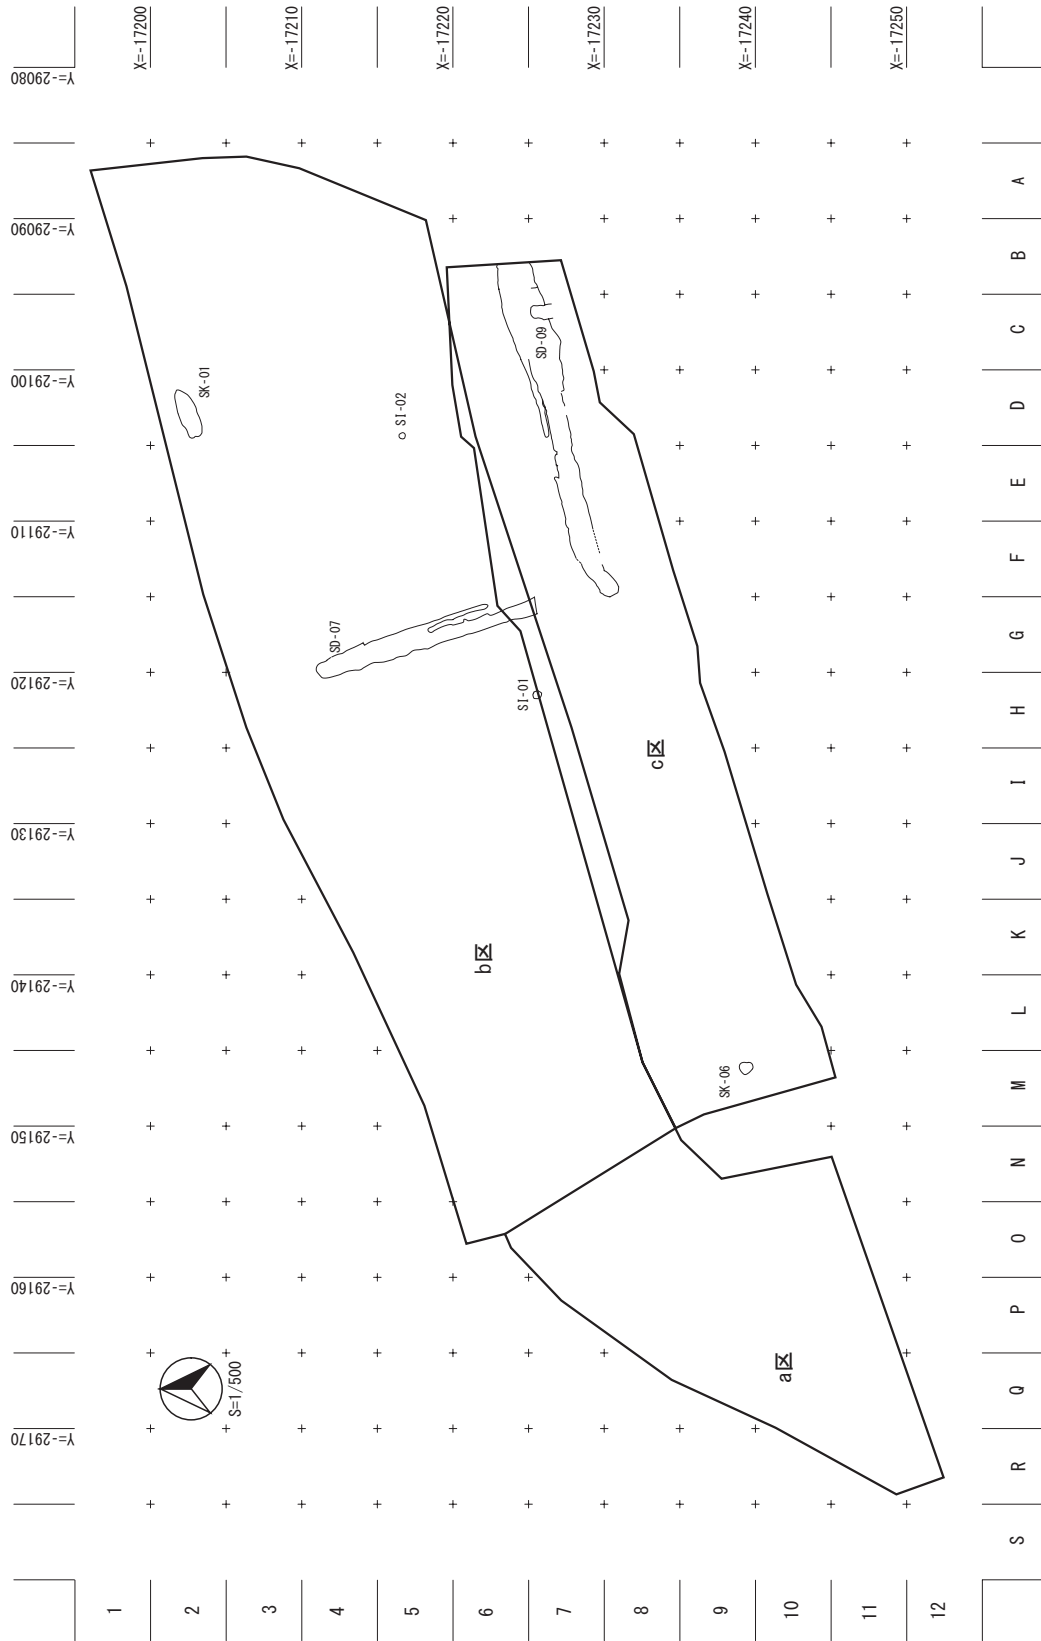 X=-17200
X=-17210
X=-17220
X=-17230
X=-17240
X=-17250
Y=-29080
Y=-29090
Y=-29100
Y=-29110
Y=-29120
Y=-29130
Y=-29140
Y=-29150
Y=-29160
Y=-29170
A
B
C
D
E
F
G
H
I
J
K
L
M
N
O
P
Q
R
S
1
2
3
4
5
6
7
8
9
10
11
12
SK-01
SI-02
SD-09
SD-07
SI-01
c区
b区
SK-06
a区
S=1/500